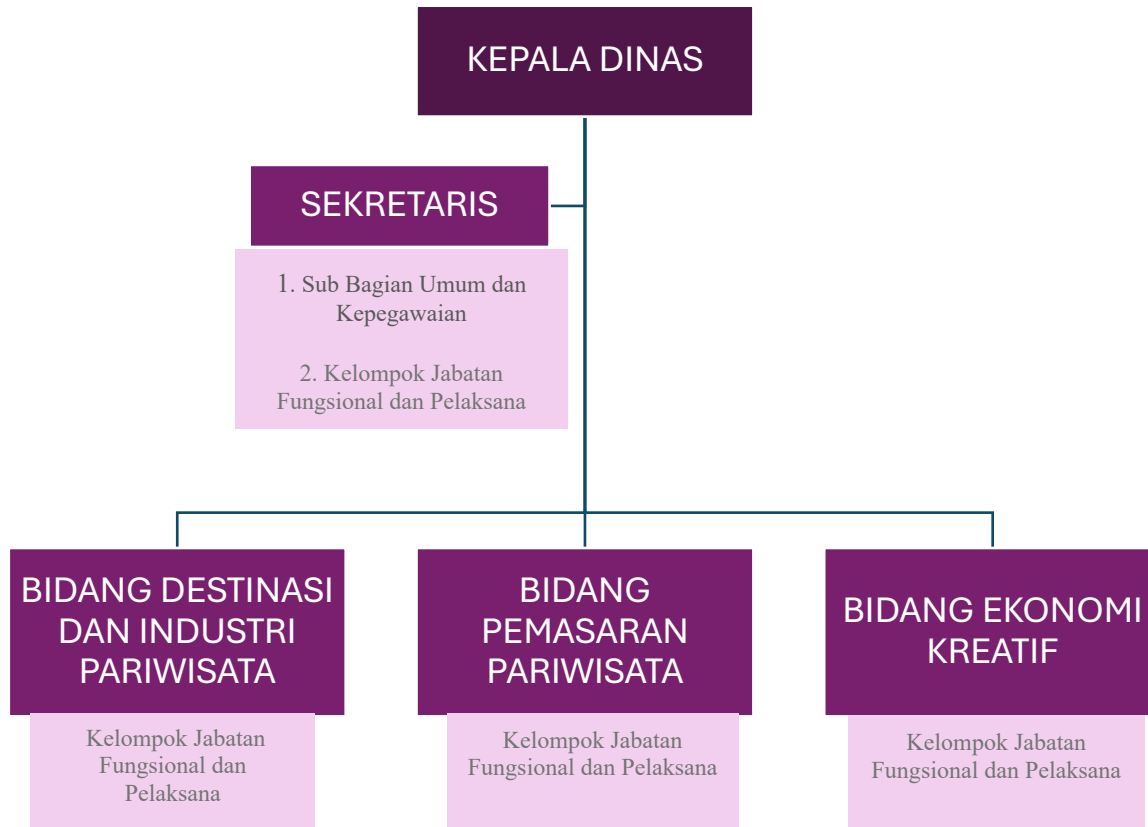 KEPALA DINAS
SEKRETARIS
1. Sub Bagian Umum dan
Kepegawaian
2. Kelompok Jabatan
Fungsional dan Pelaksana
BIDANG DESTINASI
DAN INDUSTRI
PARIWISATA
Kelompok Jabatan
Fungsional dan
Pelaksana
BIDANG
PEMASARAN
PARIWISATA
Kelompok Jabatan
Fungsional dan Pelaksana
BIDANG EKONOMI
KREATIF
Kelompok Jabatan
Fungsional dan Pelaksana